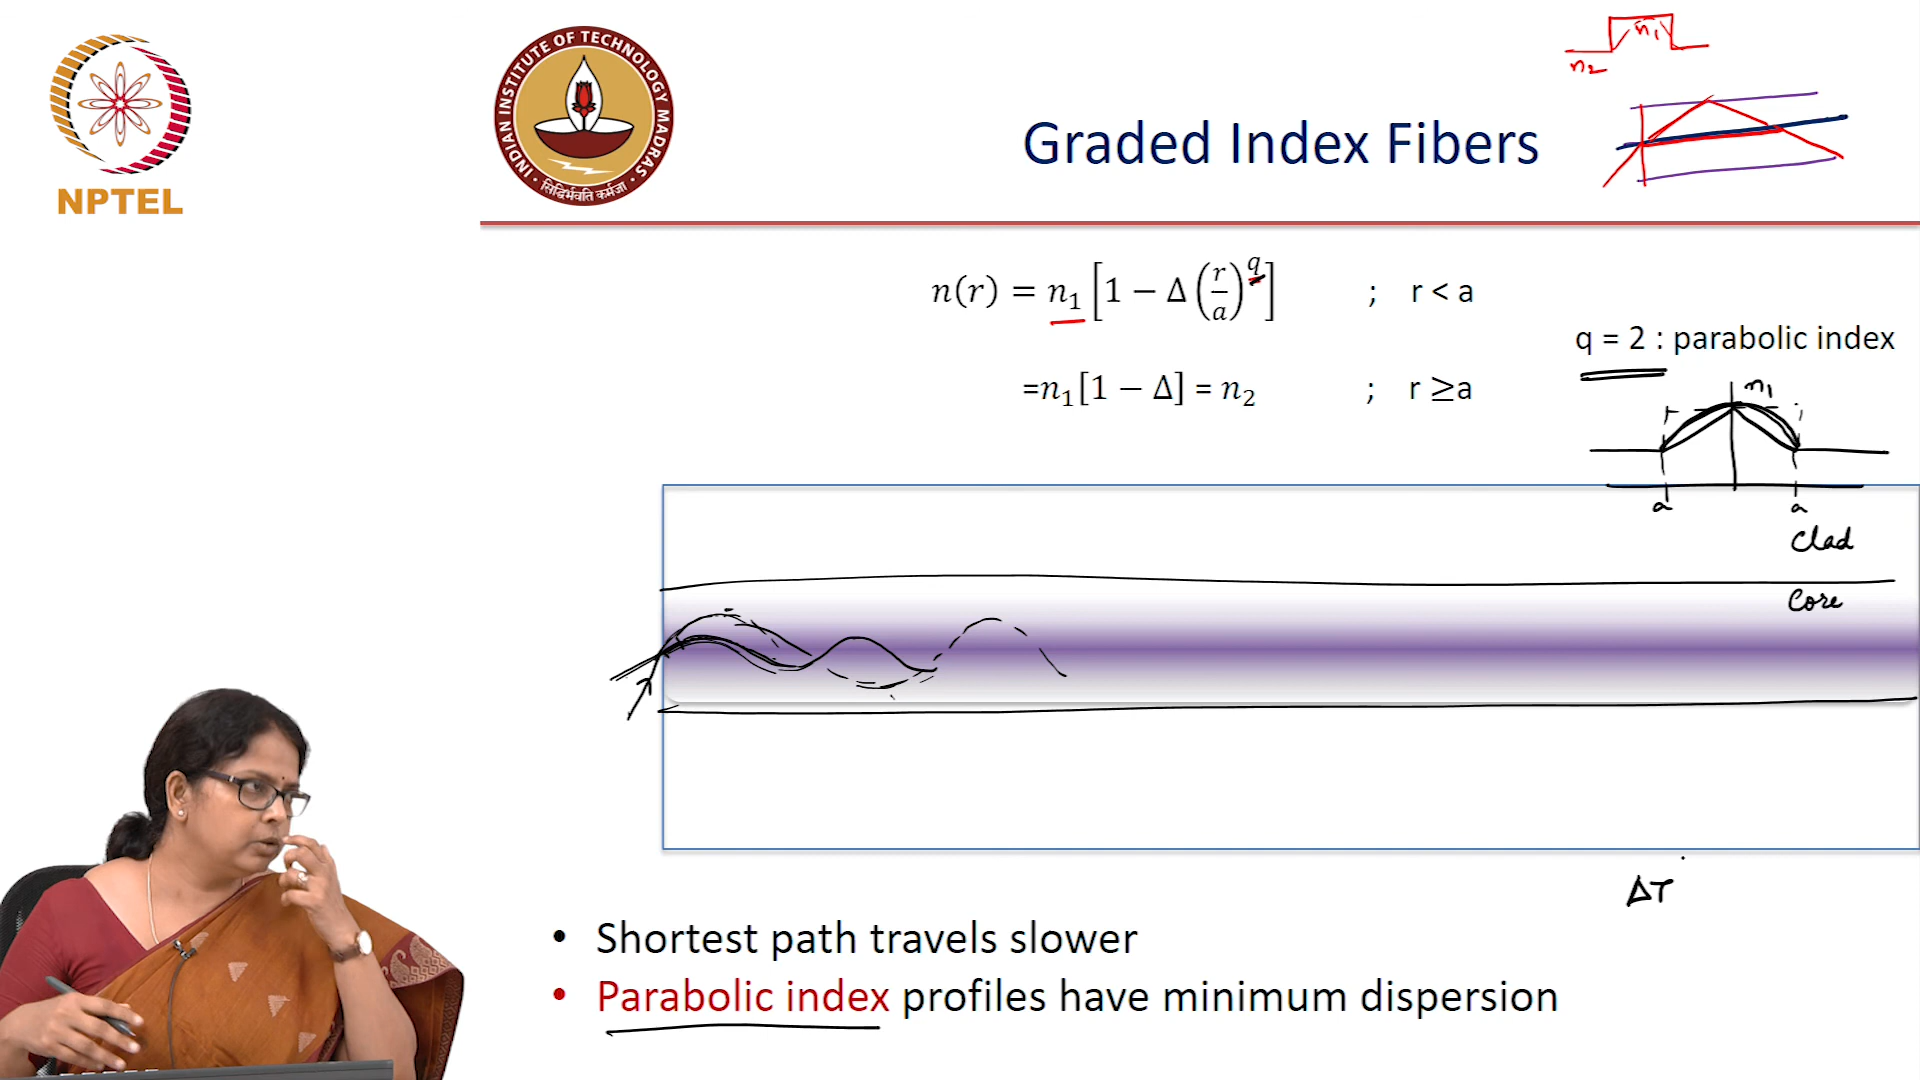 NPTEL
INDIAN INSTITUTE OF TECHNOLOGY MADRAS
सिद्धिर्भवति कर्मजा
n₁
n₂
Graded Index Fibers
n(r) = n₁ [1 − Δ (r/a)^q] ; r < a
q = 2 : parabolic index
=n₁[1 − Δ] = n₂ ; r ≥a
n₁
a a
Clad
Core
ΔT
• Shortest path travels slower
• Parabolic index profiles have minimum dispersion